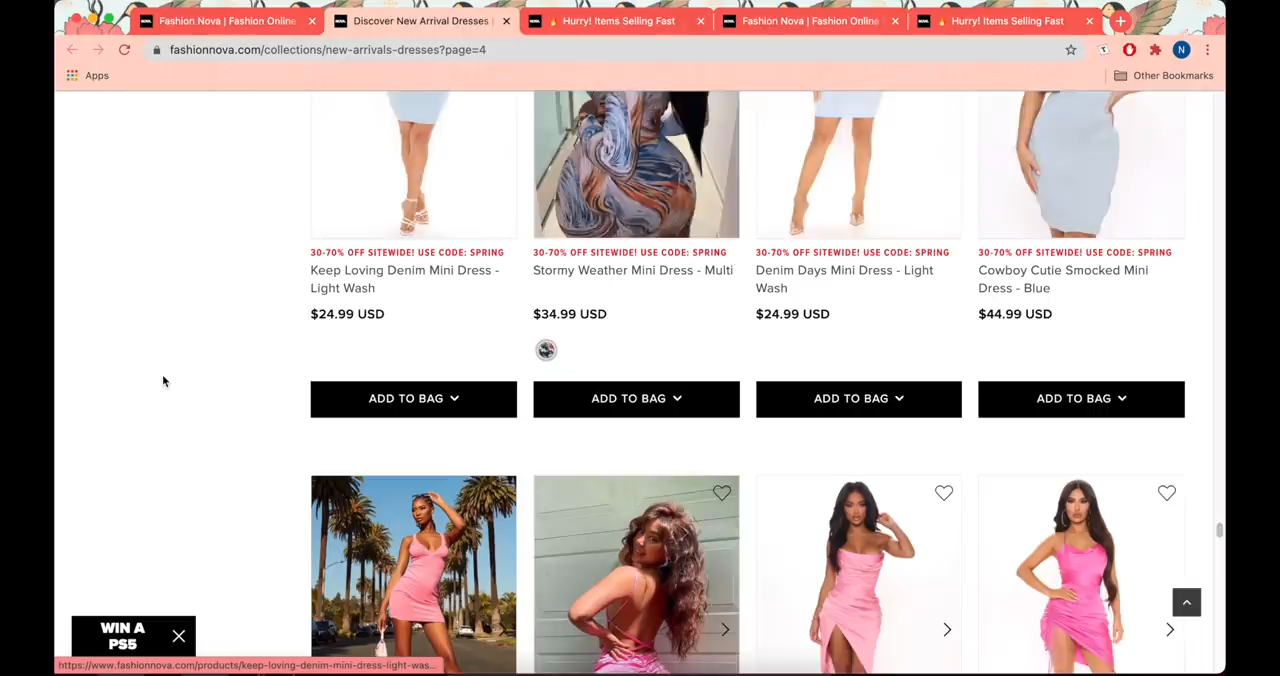 NOVA Fashion Nova | Fashion Online
NOVA Discover New Arrival Dresses |
NOVA 🔥 Hurry! Items Selling Fast
NOVA Fashion Nova | Fashion Online
NOVA 🔥 Hurry! Items Selling Fast
fashionnova.com/collections/new-arrivals-dresses?page=4
N
Apps
Other Bookmarks
30-70% OFF SITEWIDE! USE CODE: SPRING
Keep Loving Denim Mini Dress -
Light Wash
$24.99 USD
ADD TO BAG
30-70% OFF SITEWIDE! USE CODE: SPRING
Stormy Weather Mini Dress - Multi
$34.99 USD
ADD TO BAG
30-70% OFF SITEWIDE! USE CODE: SPRING
Denim Days Mini Dress - Light
Wash
$24.99 USD
ADD TO BAG
30-70% OFF SITEWIDE! USE CODE: SPRING
Cowboy Cutie Smocked Mini
Dress - Blue
$44.99 USD
ADD TO BAG
WIN A
PS5
https://www.fashionnova.com/products/keep-loving-denim-mini-dress-light-was...